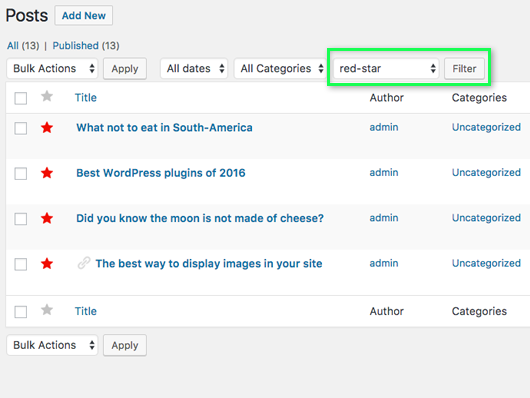 Posts Add New
All (13) | Published (13)
Bulk Actions Apply All dates All Categories red-star Filter
Title Author Categories
What not to eat in South-America admin Uncategorized
Best WordPress plugins of 2016 admin Uncategorized
Did you know the moon is not made of cheese? admin Uncategorized
The best way to display images in your site admin Uncategorized
Title Author Categories
Bulk Actions Apply